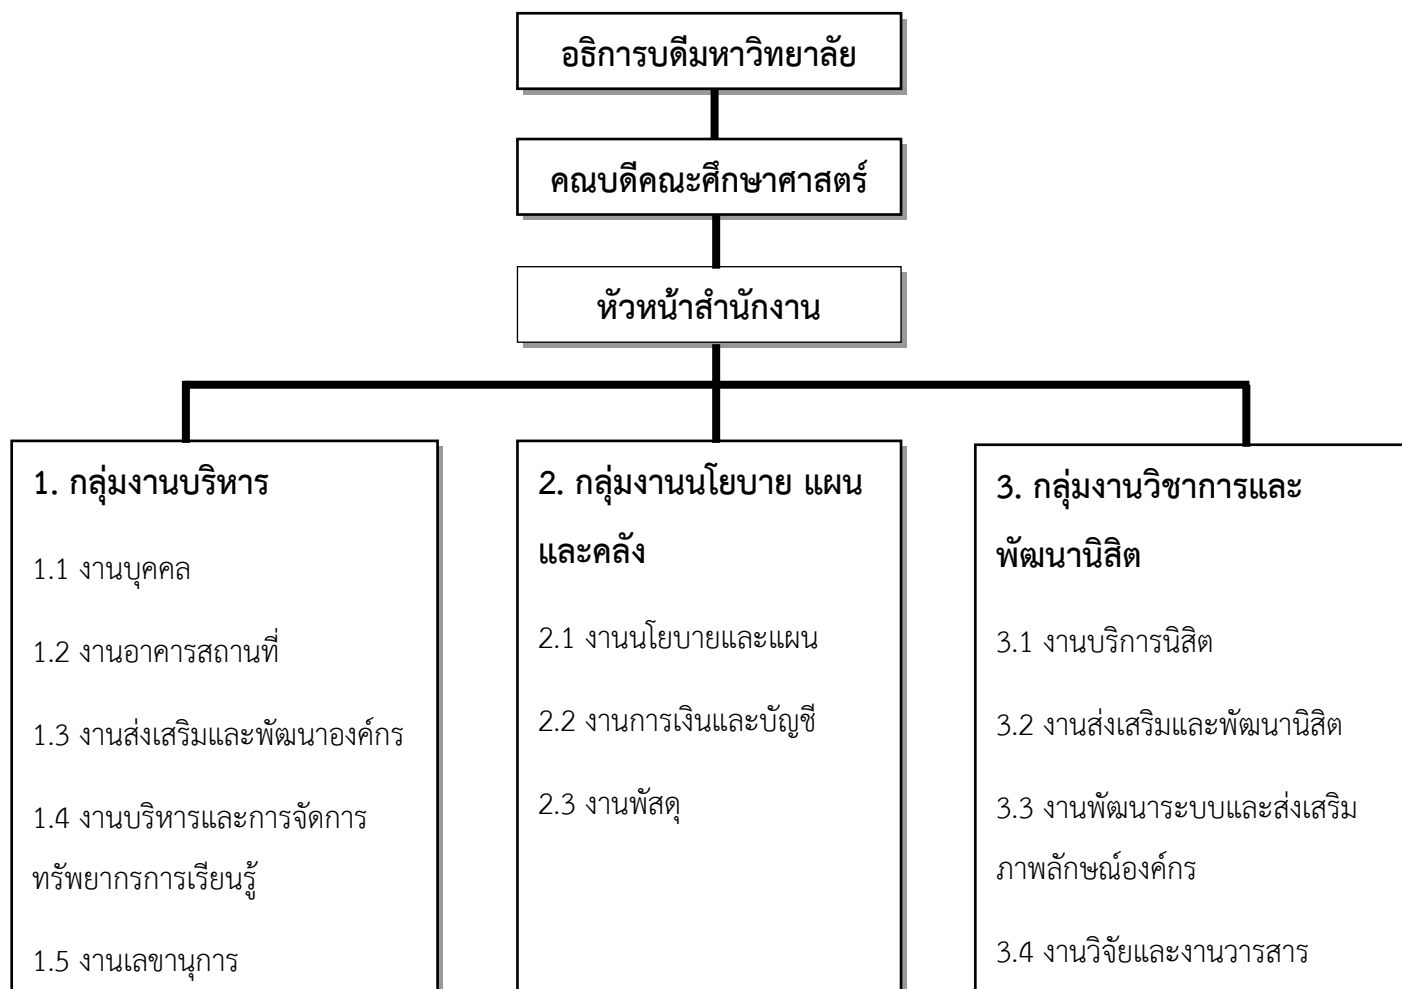 อธิการบดีมหาวิทยาลัย
คณบดีคณะศึกษาศาสตร์
หัวหน้าสำนักงาน
1. กลุ่มงานบริหาร
1.1 งานบุคคล
1.2 งานอาคารสถานที่
1.3 งานส่งเสริมและพัฒนาองค์กร
1.4 งานบริหารและการจัดการ
ทรัพยากรการเรียนรู้
1.5 งานเลขานุการ
2. กลุ่มงานนโยบาย แผน
และคลัง
2.1 งานนโยบายและแผน
2.2 งานการเงินและบัญชี
2.3 งานพัสดุ
3. กลุ่มงานวิชาการและ
พัฒนานิสิต
3.1 งานบริการนิสิต
3.2 งานส่งเสริมและพัฒนานิสิต
3.3 งานพัฒนาระบบและส่งเสริม
ภาพลักษณ์องค์กร
3.4 งานวิจัยและงานวารสาร